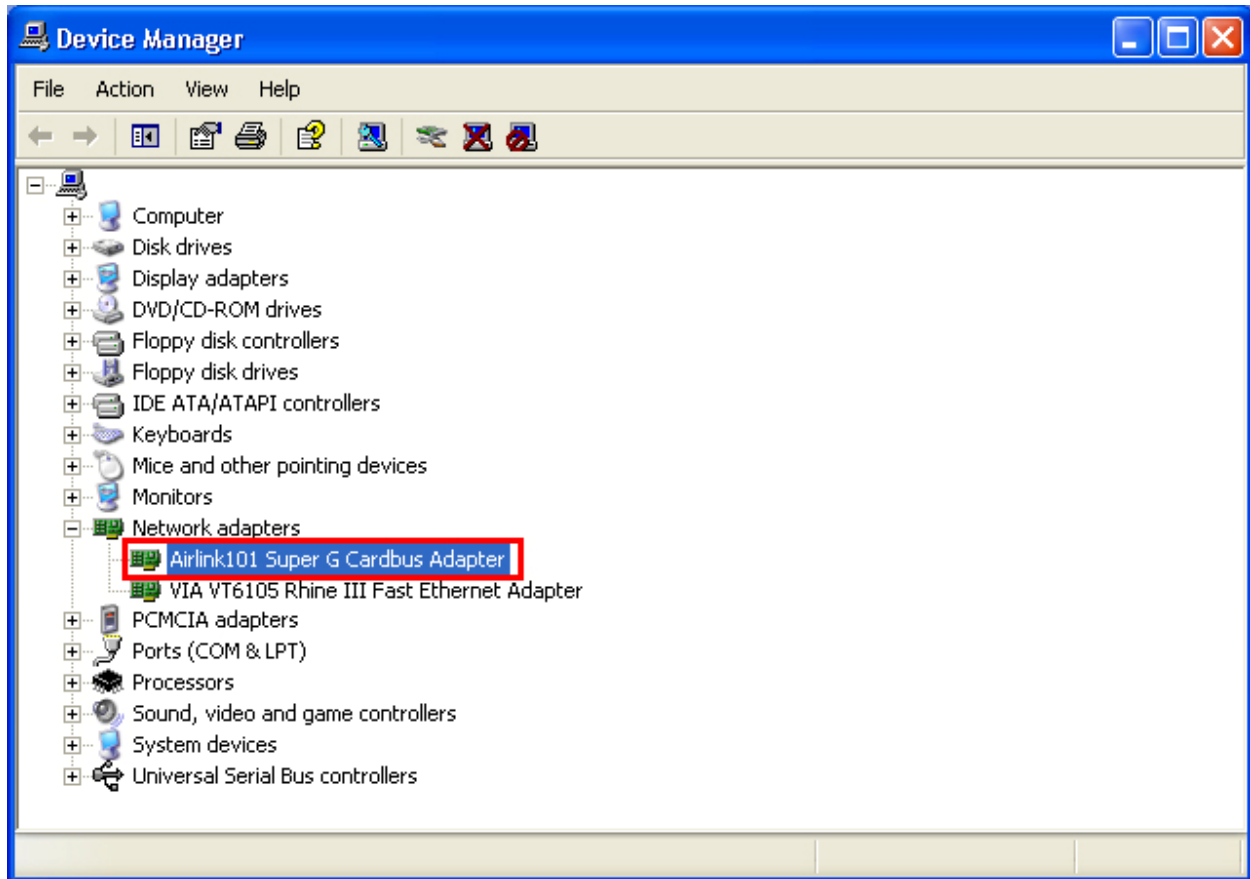 Device Manager
File Action View Help
Computer
Disk drives
Display adapters
DVD/CD-ROM drives
Floppy disk controllers
Floppy disk drives
IDE ATA/ATAPI controllers
Keyboards
Mice and other pointing devices
Monitors
Network adapters
Airlink101 Super G Cardbus Adapter
VIA VT6105 Rhine III Fast Ethernet Adapter
PCMCIA adapters
Ports (COM & LPT)
Processors
Sound, video and game controllers
System devices
Universal Serial Bus controllers